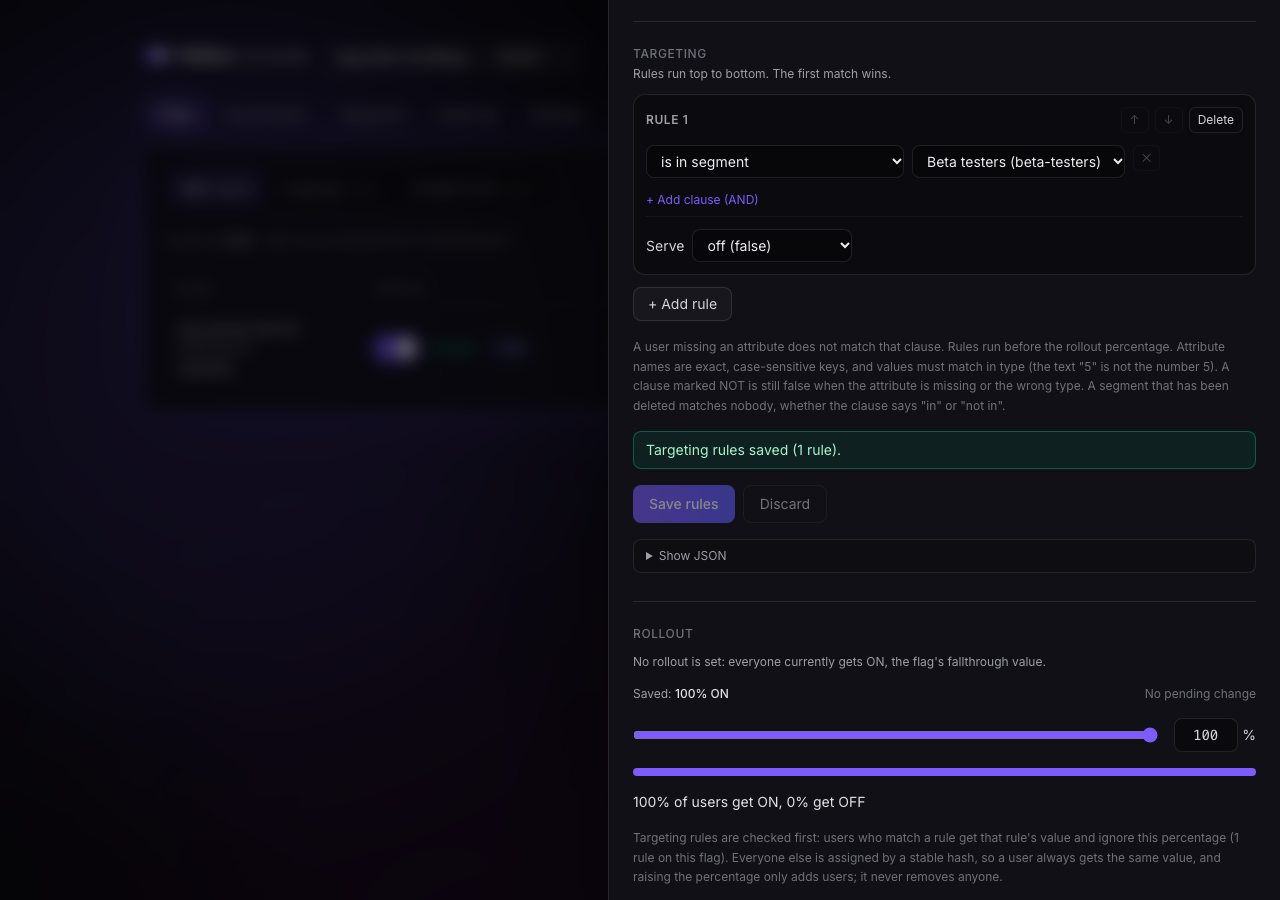 TARGETING
Rules run top to bottom. The first match wins.
RULE 1
↑ ↓ Delete
is in segment
Beta testers (beta-testers)
✕
+ Add clause (AND)
Serve
off (false)
+ Add rule
A user missing an attribute does not match that clause. Rules run before the rollout percentage. Attribute
names are exact, case-sensitive keys, and values must match in type (the text "5" is not the number 5). A
clause marked NOT is still false when the attribute is missing or the wrong type. A segment that has been
deleted matches nobody, whether the clause says "in" or "not in".
Targeting rules saved (1 rule).
Save rules
Discard
▶ Show JSON
ROLLOUT
No rollout is set: everyone currently gets ON, the flag's fallthrough value.
Saved: 100% ON
No pending change
100 %
100% of users get ON, 0% get OFF
Targeting rules are checked first: users who match a rule get that rule's value and ignore this percentage (1
rule on this flag). Everyone else is assigned by a stable hash, so a user always gets the same value, and
raising the percentage only adds users; it never removes anyone.